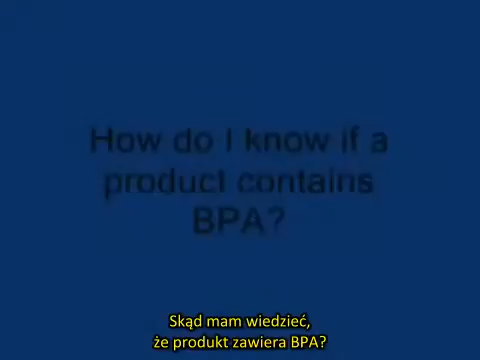 How do I know if a
product contains
BPA?
Skąd mam wiedzieć,
że produkt zawiera BPA?